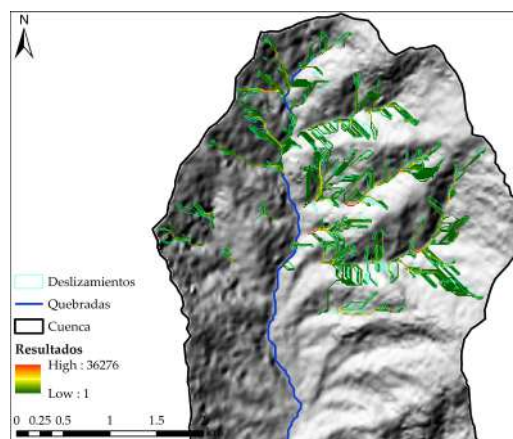 N
Deslizamientos
Quebradas
Cuenca
Resultados
High : 36276
Low : 1
0 0.25 0.5 1 1.5